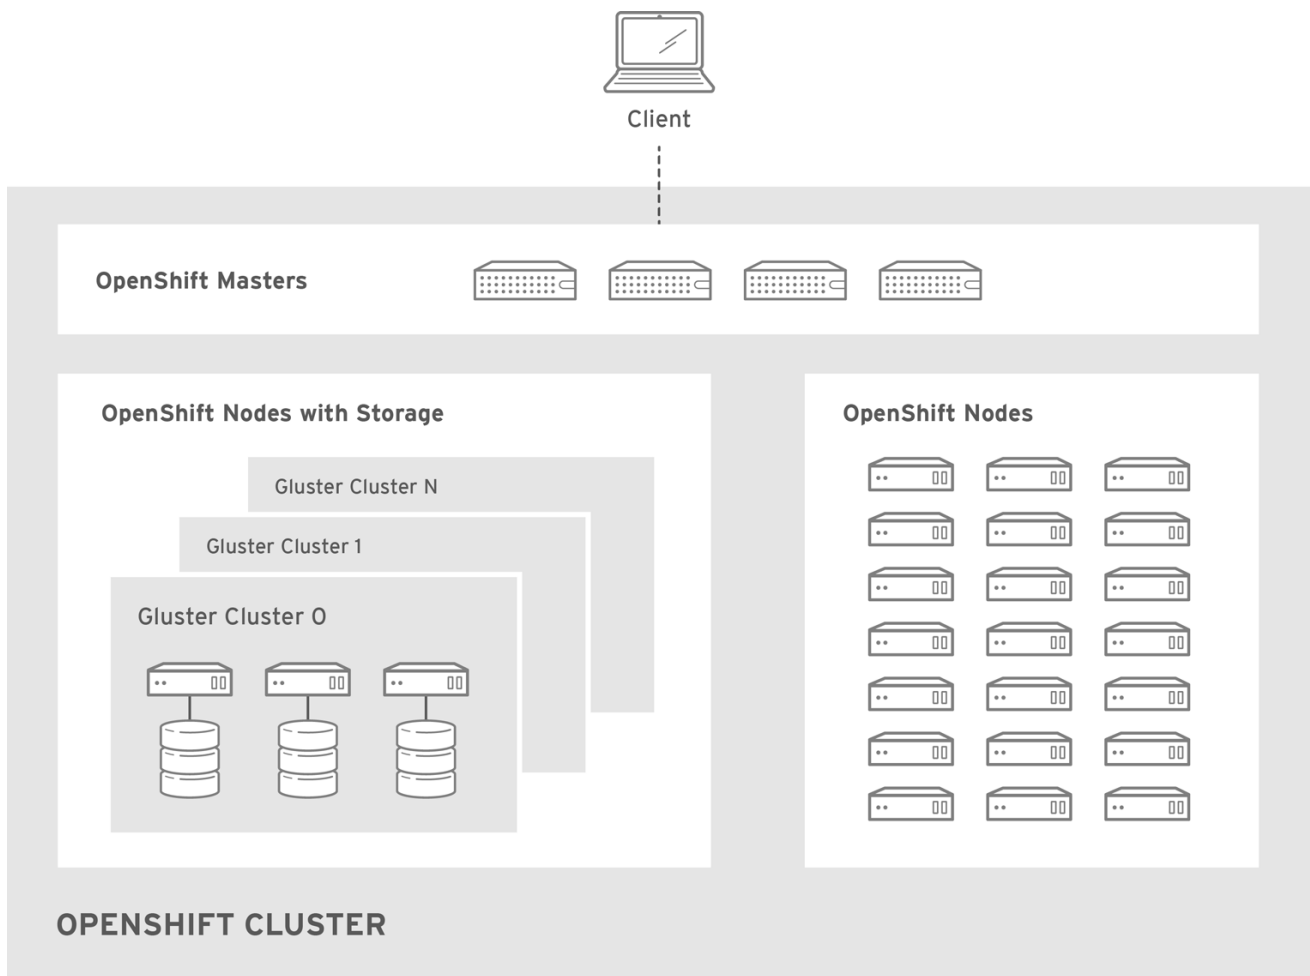 Client
OpenShift Masters
OpenShift Nodes with Storage
Gluster Cluster N
Gluster Cluster 1
Gluster Cluster 0
OpenShift Nodes
OPENSHIFT CLUSTER